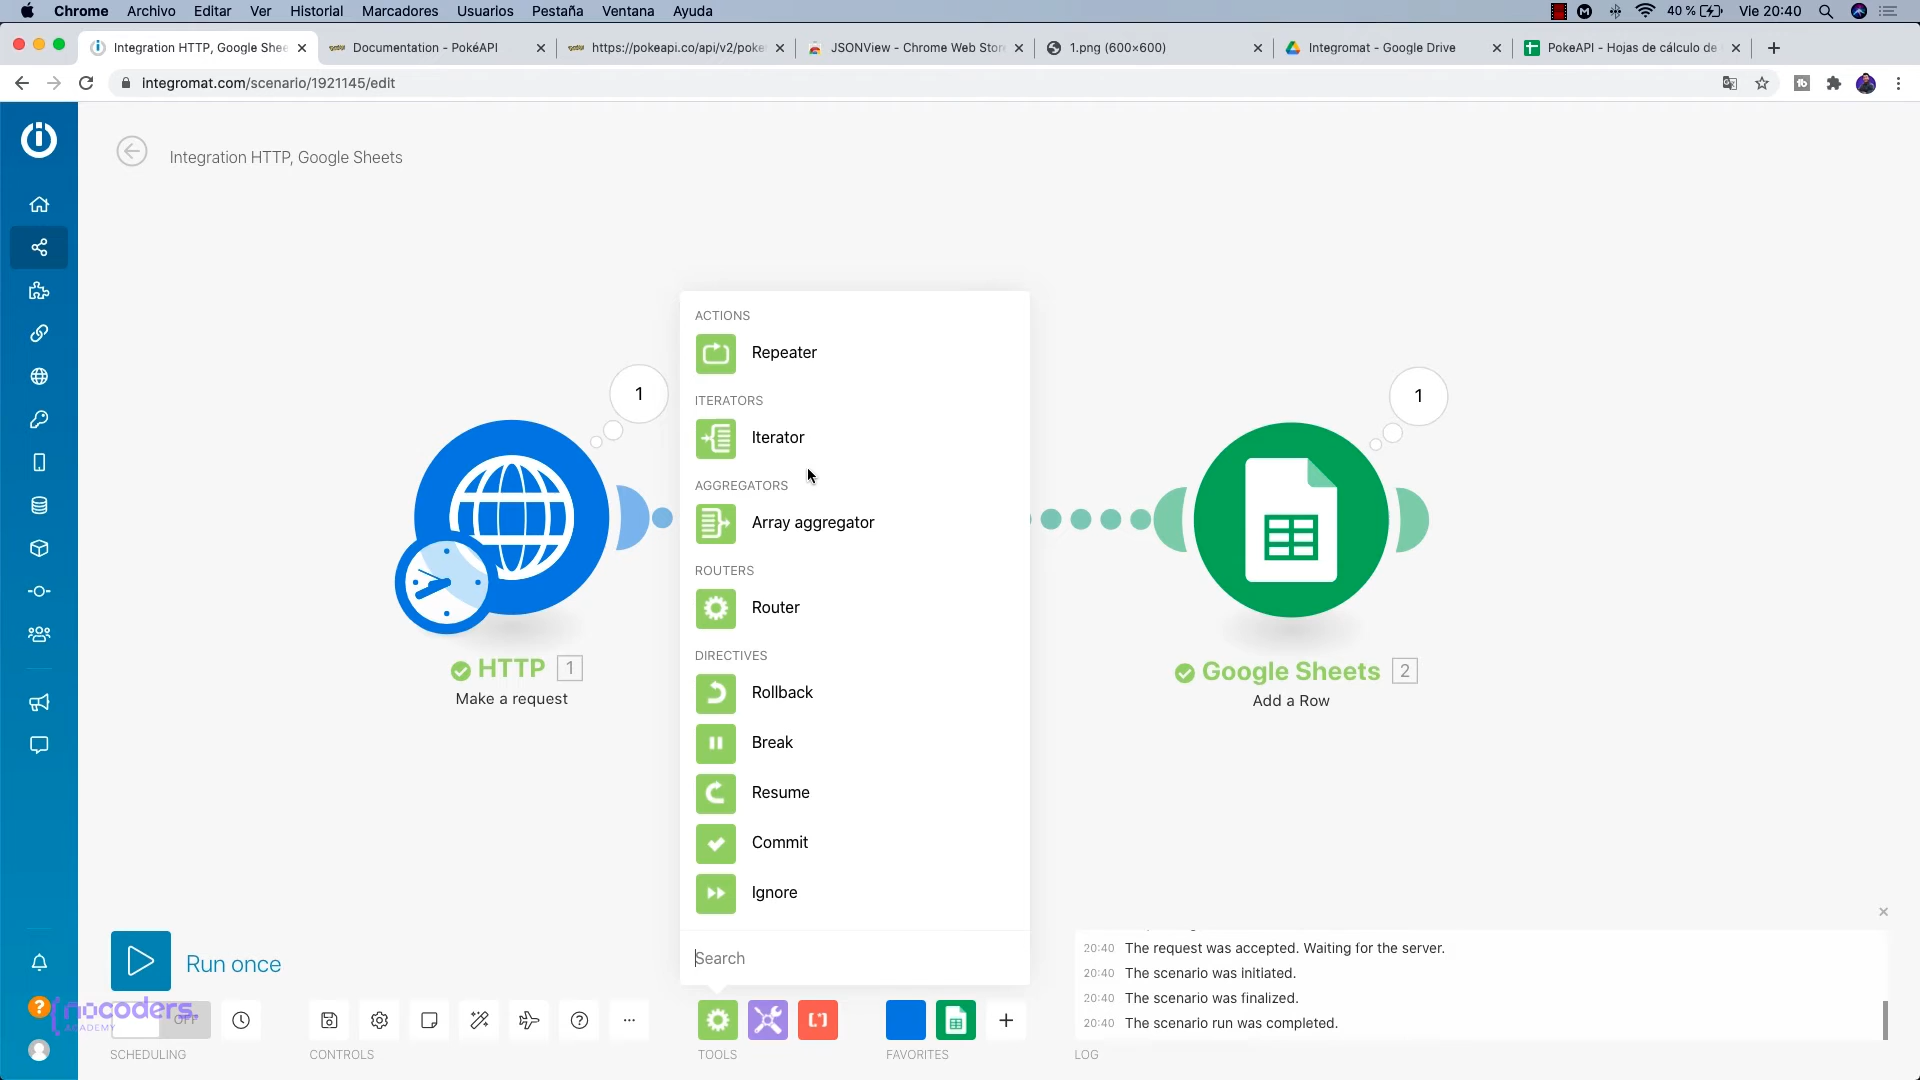 Chrome Archivo Editar Ver Historial Marcadores Usuarios Pestaña Ventana Ayuda 40 % Vie 20:40
Integration HTTP, Google Shee Documentation - PokéAPI https://pokeapi.co/api/v2/poke JSONView - Chrome Web Stor 1.png (600×600) Integromat - Google Drive PokeAPI - Hojas de cálculo de
integromat.com/scenario/1921145/edit
Integration HTTP, Google Sheets
ACTIONS
Repeater
ITERATORS
Iterator
AGGREGATORS
Array aggregator
ROUTERS
Router
DIRECTIVES
Rollback
Break
Resume
Commit
Ignore
Search
1
HTTP 1
Make a request
1
Google Sheets 2
Add a Row
Run once
OFF
nocoders.
ACADEMY
SCHEDULING CONTROLS TOOLS FAVORITES LOG
20:40 The request was accepted. Waiting for the server.
20:40 The scenario was initiated.
20:40 The scenario was finalized.
20:40 The scenario run was completed.